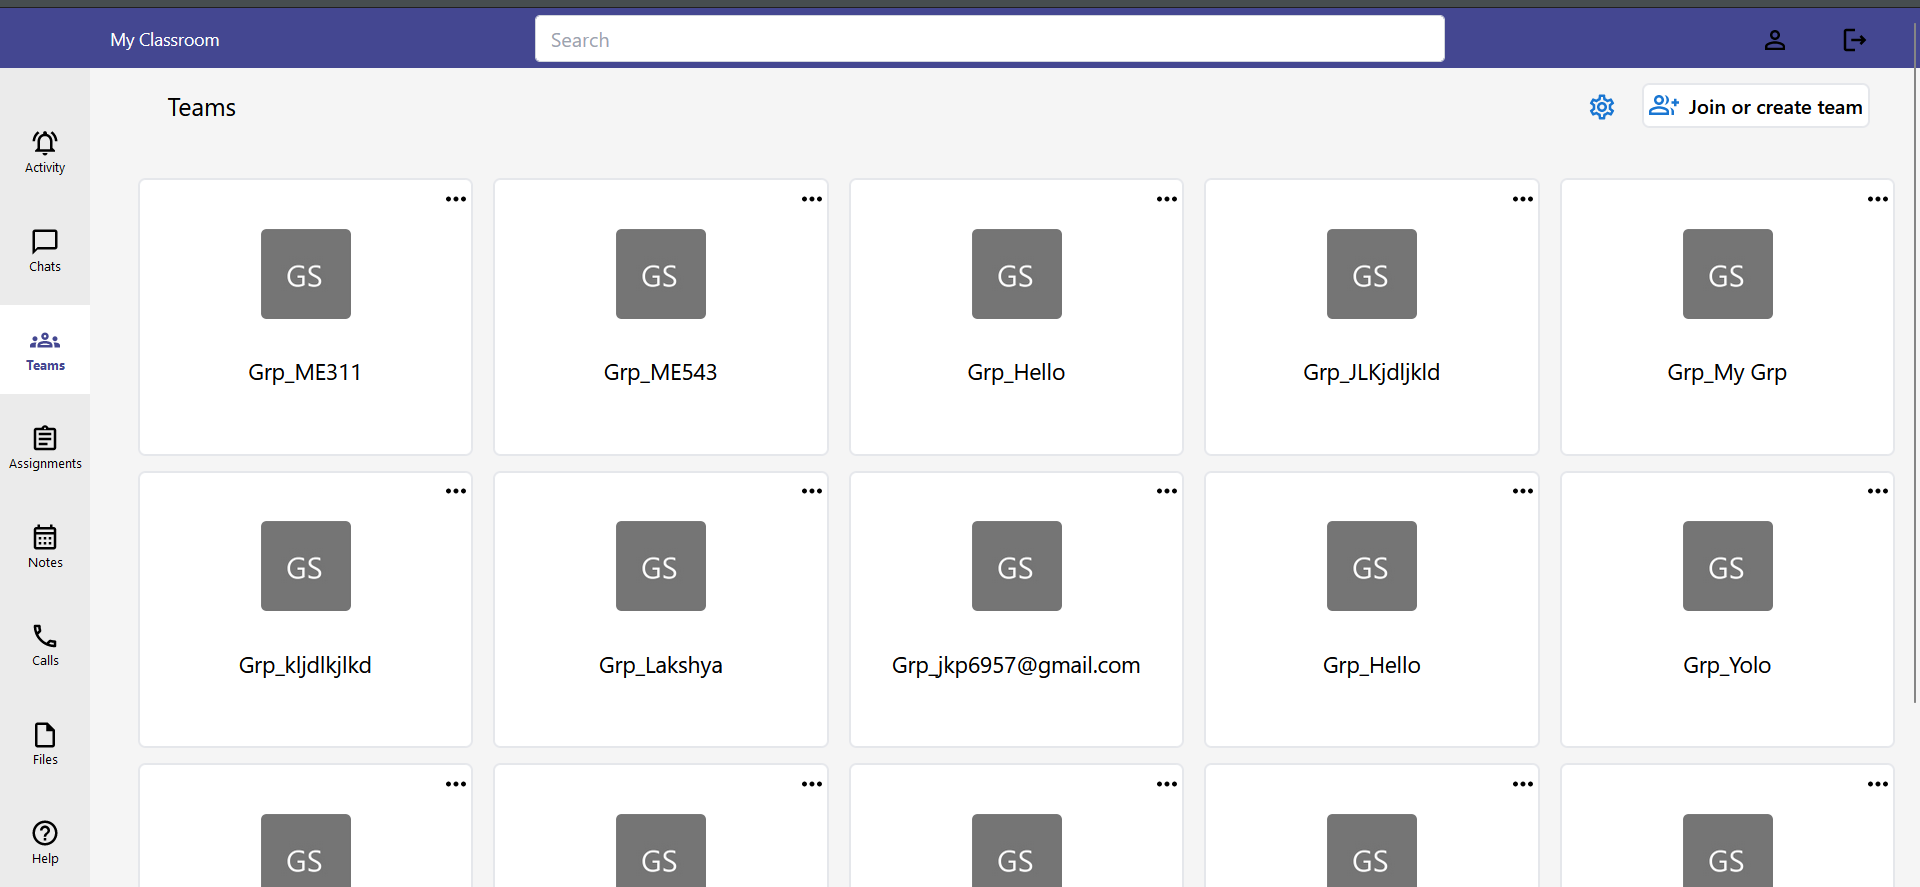 My Classroom
Search
Teams
Join or create team
Activity
Chats
Teams
Assignments
Notes
Calls
Files
Help
GS
GS
GS
GS
GS
Grp_ME311
Grp_ME543
Grp_Hello
Grp_JLKjdljkld
Grp_My Grp
GS
GS
GS
GS
GS
Grp_kljdlkjlkd
Grp_Lakshya
Grp_jkp6957@gmail.com
Grp_Hello
Grp_Yolo
GS
GS
GS
GS
GS